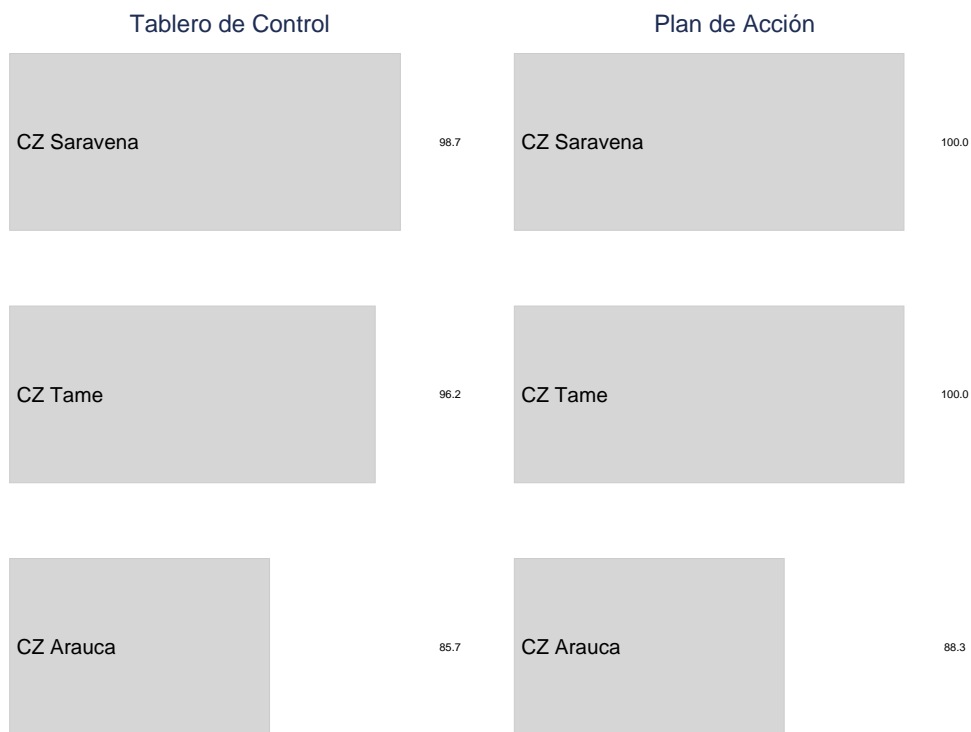 Tablero de Control
CZ Saravena 98.7
CZ Tame 96.2
CZ Arauca 85.7
Plan de Acción
CZ Saravena 100.0
CZ Tame 100.0
CZ Arauca 88.3